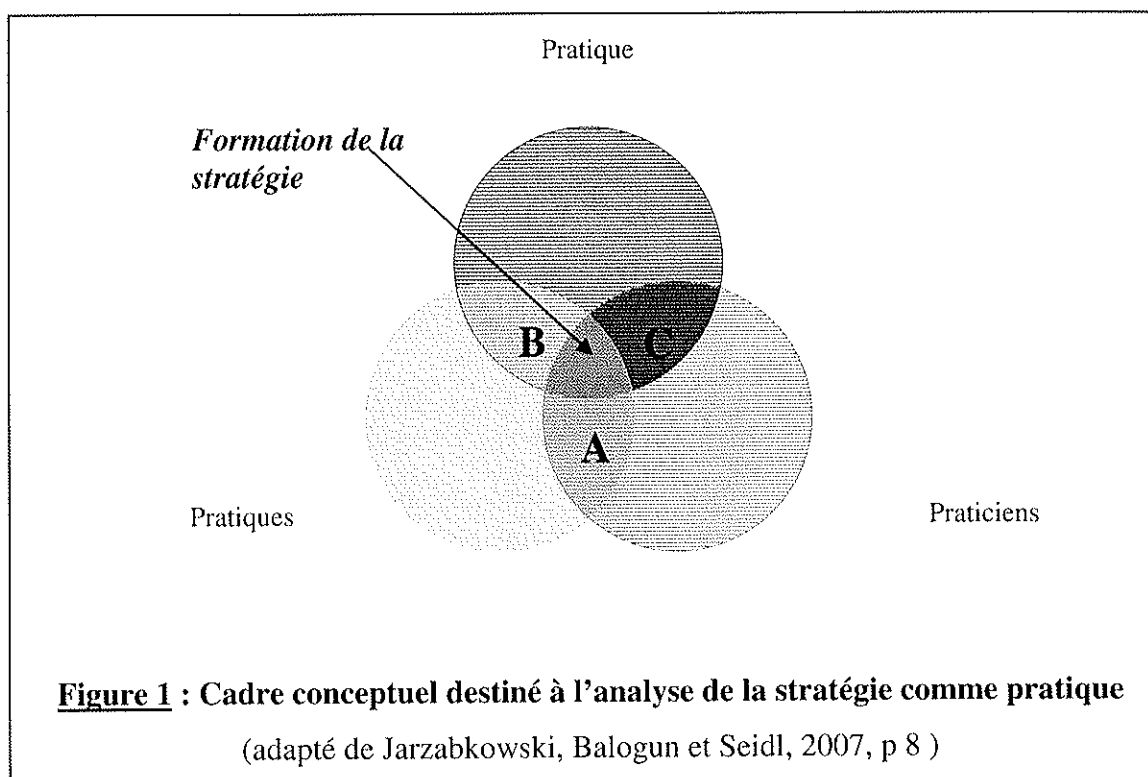 Pratique
Formation de la
stratégie
B
C
A
Pratiques
Praticiens
Figure 1 : Cadre conceptuel destiné à l'analyse de la stratégie comme pratique
(adapté de Jarzabkowski, Balogun et Seidl, 2007, p 8 )